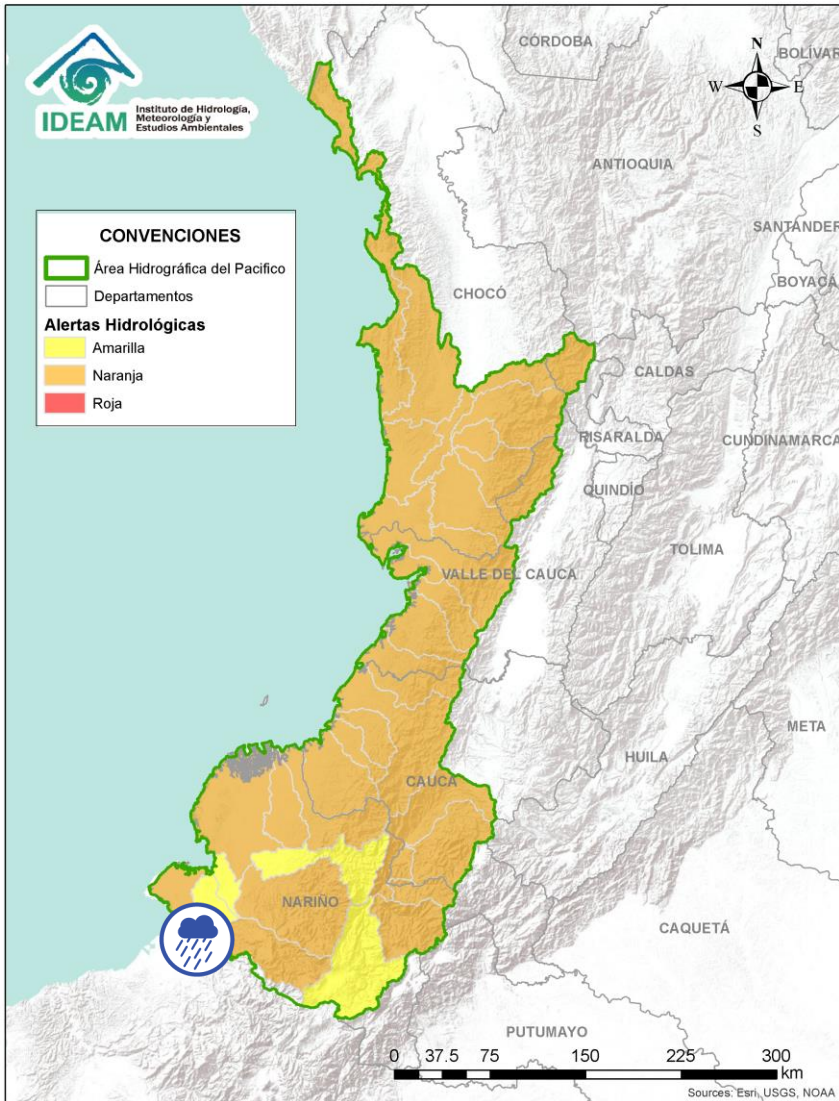 IDEAM
Instituto de Hidrología,
Meteorología y
Estudios Ambientales
CÓRDOBA
BOLÍVAR
N
W
E
S
ANTIOQUIA
SANTANDER
BOYACÁ
CONVENCIONES
Área Hidrográfica del Pacifico
Departamentos
Alertas Hidrológicas
Amarilla
Naranja
Roja
CHOCÓ
CALDAS
RISARALDA
CUNDINAMARCA
QUINDÍO
TOLIMA
VALLE DEL CAUCA
META
HUILA
CAUCA
NARIÑO
CAQUETÁ
PUTUMAYO
0 37.5 75 150 225 300
km
Sources: Esri, USGS, NOAA